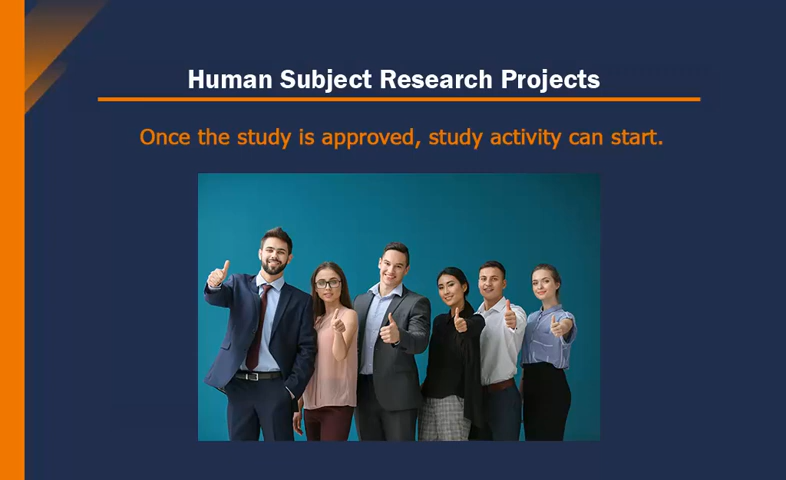 Human Subject Research Projects
Once the study is approved, study activity can start.